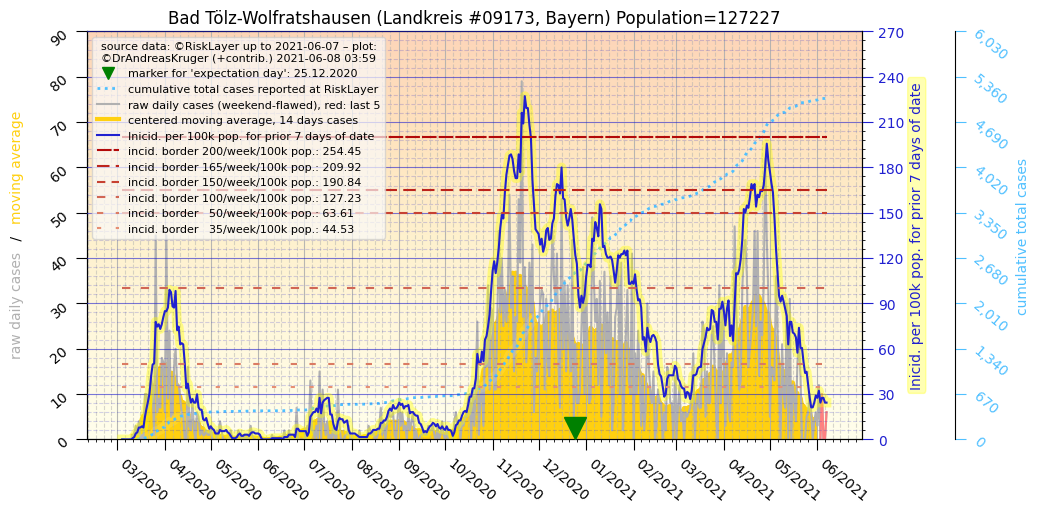 Bad Tölz-Wolfratshausen (Landkreis #09173, Bayern) Population=127227
source data: ©RiskLayer up to 2021-06-07 – plot:
©DrAndreasKruger (+contrib.) 2021-06-08 03:59
marker for 'expectation day': 25.12.2020
cumulative total cases reported at RiskLayer
raw daily cases (weekend-flawed), red: last 5
centered moving average, 14 days cases
Inicid. per 100k pop. for prior 7 days of date
incid. border 200/week/100k pop.: 254.45
incid. border 165/week/100k pop.: 209.92
incid. border 150/week/100k pop.: 190.84
incid. border 100/week/100k pop.: 127.23
incid. border 50/week/100k pop.: 63.61
incid. border 35/week/100k pop.: 44.53
raw daily cases / moving average
90
80
70
60
50
40
30
20
10
0
270
240
210
180
150
120
90
60
30
0
Inicid. per 100k pop. for prior 7 days of date
6,030
5,360
4,690
4,020
3,350
2,680
2,010
1,340
670
0
cumulative total cases
03/2020
04/2020
05/2020
06/2020
07/2020
08/2020
09/2020
10/2020
11/2020
12/2020
01/2021
02/2021
03/2021
04/2021
05/2021
06/2021